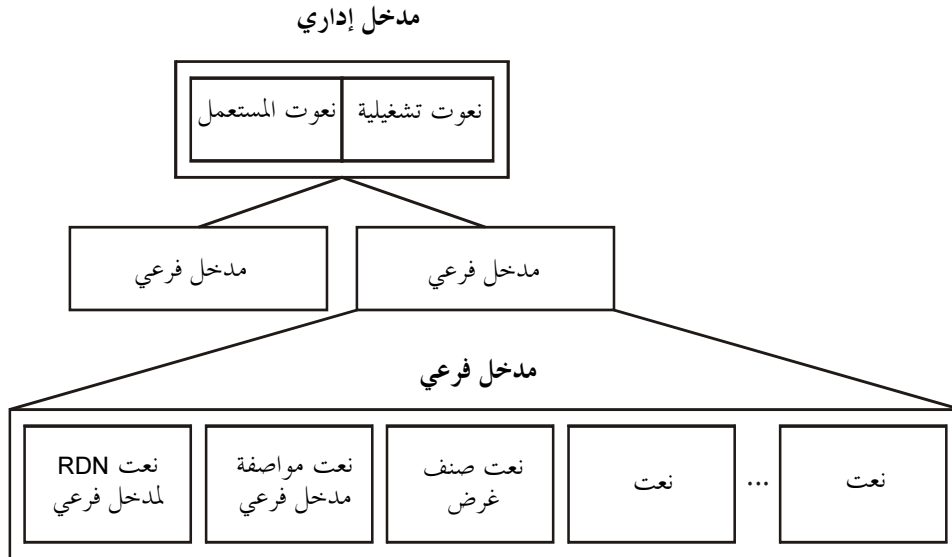 مدخل إداري
نعوت تشغيلية
نعوت المستعمل
مدخل فرعي
مدخل فرعي
مدخل فرعي
نعت RDN
لمدخل فرعي
نعت مواصفة
مدخل فرعي
نعت صنف
غرض
نعت
...
نعت